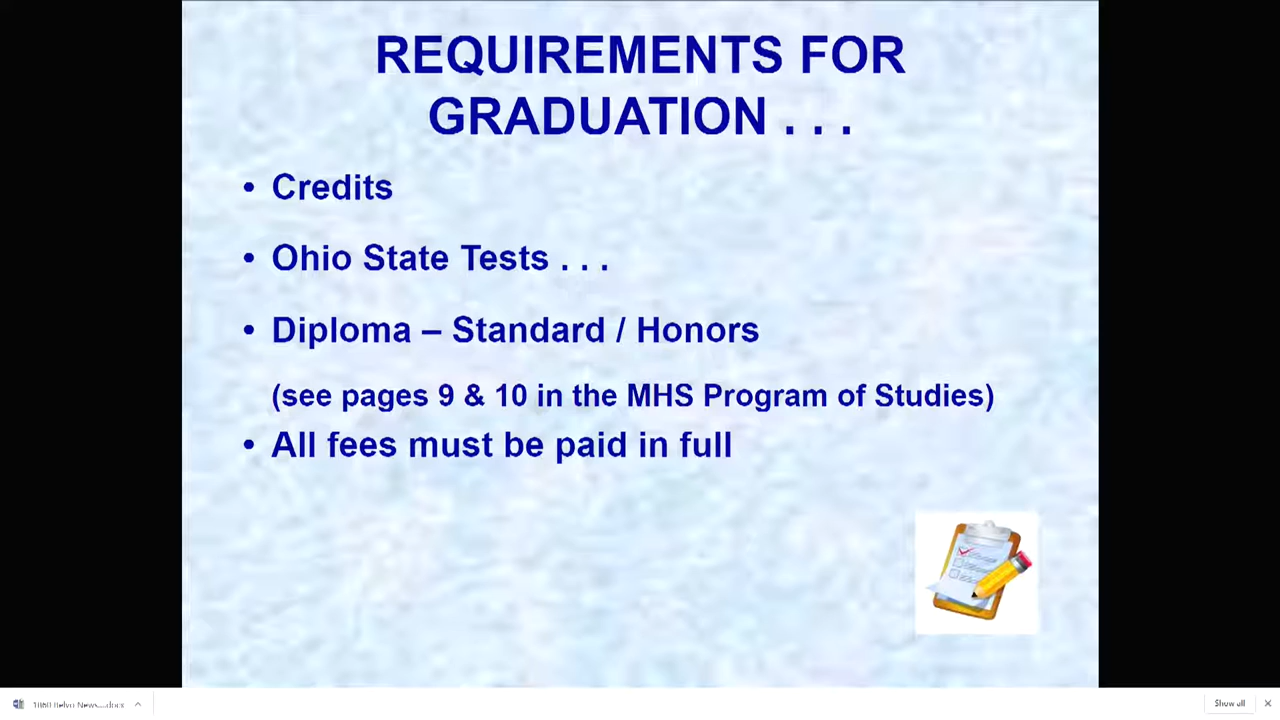 REQUIREMENTS FOR
GRADUATION . . .
• Credits
• Ohio State Tests . . .
• Diploma – Standard / Honors
(see pages 9 & 10 in the MHS Program of Studies)
• All fees must be paid in full
Show all